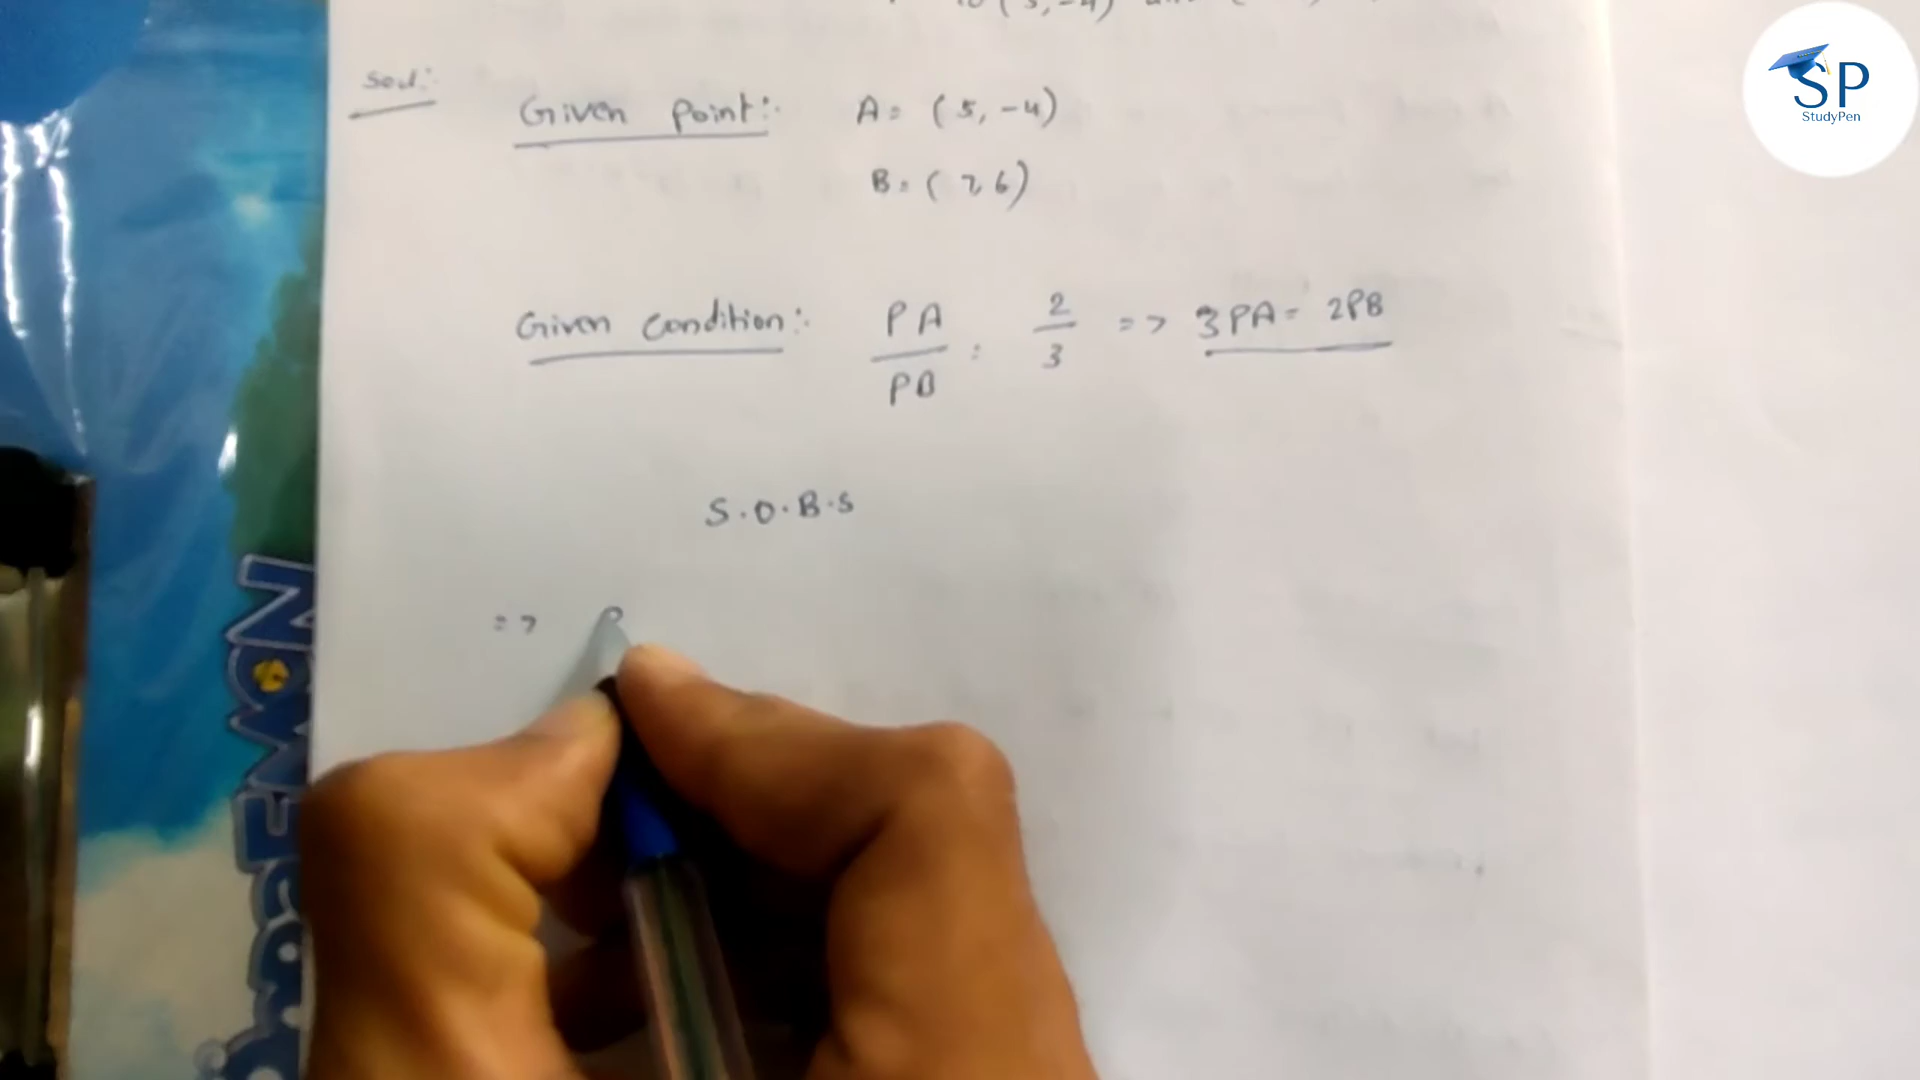 Sol:-
Given Point:- A = (5, -4)
B = (7, 6)
Given Condition:- PA/PB = 2/3 => 3PA = 2PB
S.O.B.S
=>
SP
StudyPen